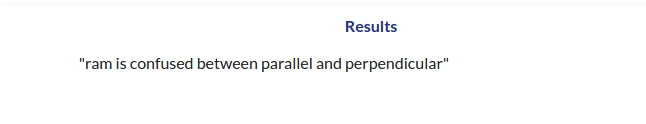 Results
"ram is confused between parallel and perpendicular"